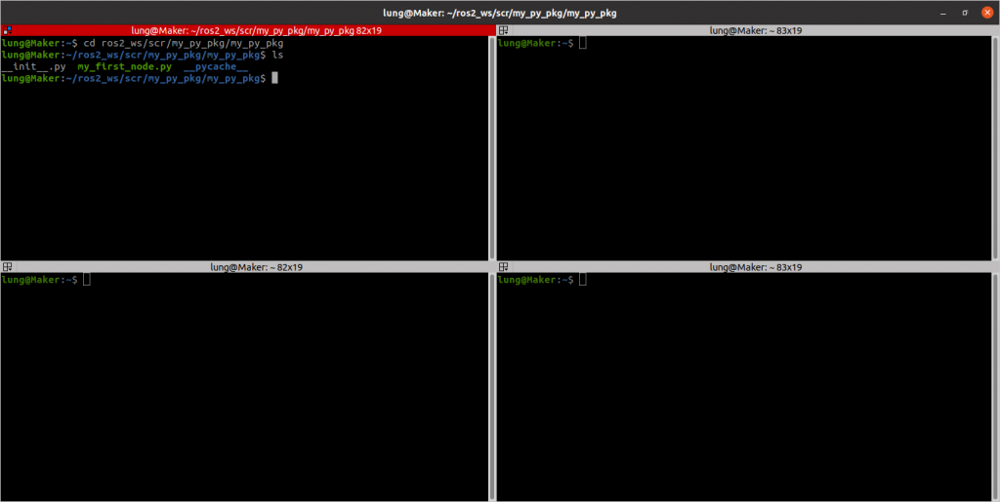 lung@Maker: ~/ros2_ws/scr/my_py_pkg/my_py_pkg
lung@Maker: ~/ros2_ws/scr/my_py_pkg/my_py_pkg 82x19
lung@Maker:~$ cd ros2_ws/scr/my_py_pkg/my_py_pkg
lung@Maker:~/ros2_ws/scr/my_py_pkg/my_py_pkg$ ls
__init__.py  my_first_node.py  __pycache__
lung@Maker:~/ros2_ws/scr/my_py_pkg/my_py_pkg$
lung@Maker: ~ 83x19
lung@Maker:~$
lung@Maker: ~ 82x19
lung@Maker:~$
lung@Maker: ~ 83x19
lung@Maker:~$